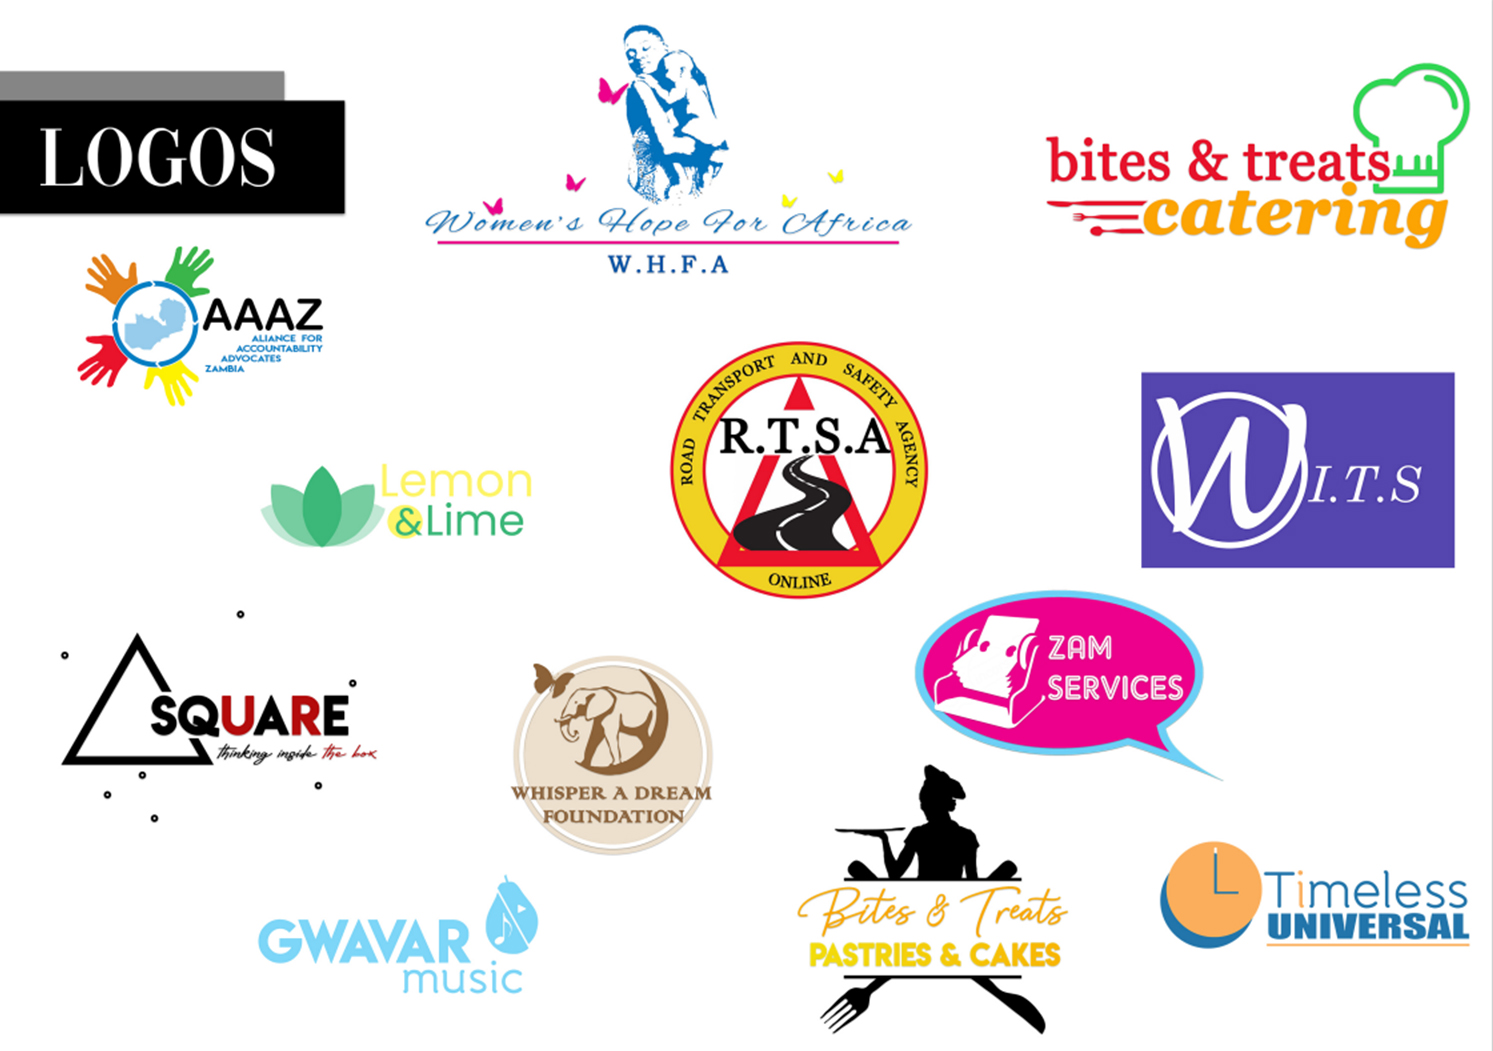 LOGOS
Women's Hope For Africa
W.H.F.A
bites & treats
catering
AAAZ
ALIANCE FOR
ACCOUNTABILITY
ADVOCATES
ZAMBIA
ROAD TRANSPORT AND SAFETY AGENCY
R.T.S.A
ONLINE
W I.T.S
Lemon
&Lime
SQUARE
thinking inside the box
WHISPER A DREAM
FOUNDATION
ZAM
SERVICES
GWAVAR
music
Bites & Treats
PASTRIES & CAKES
Timeless
UNIVERSAL